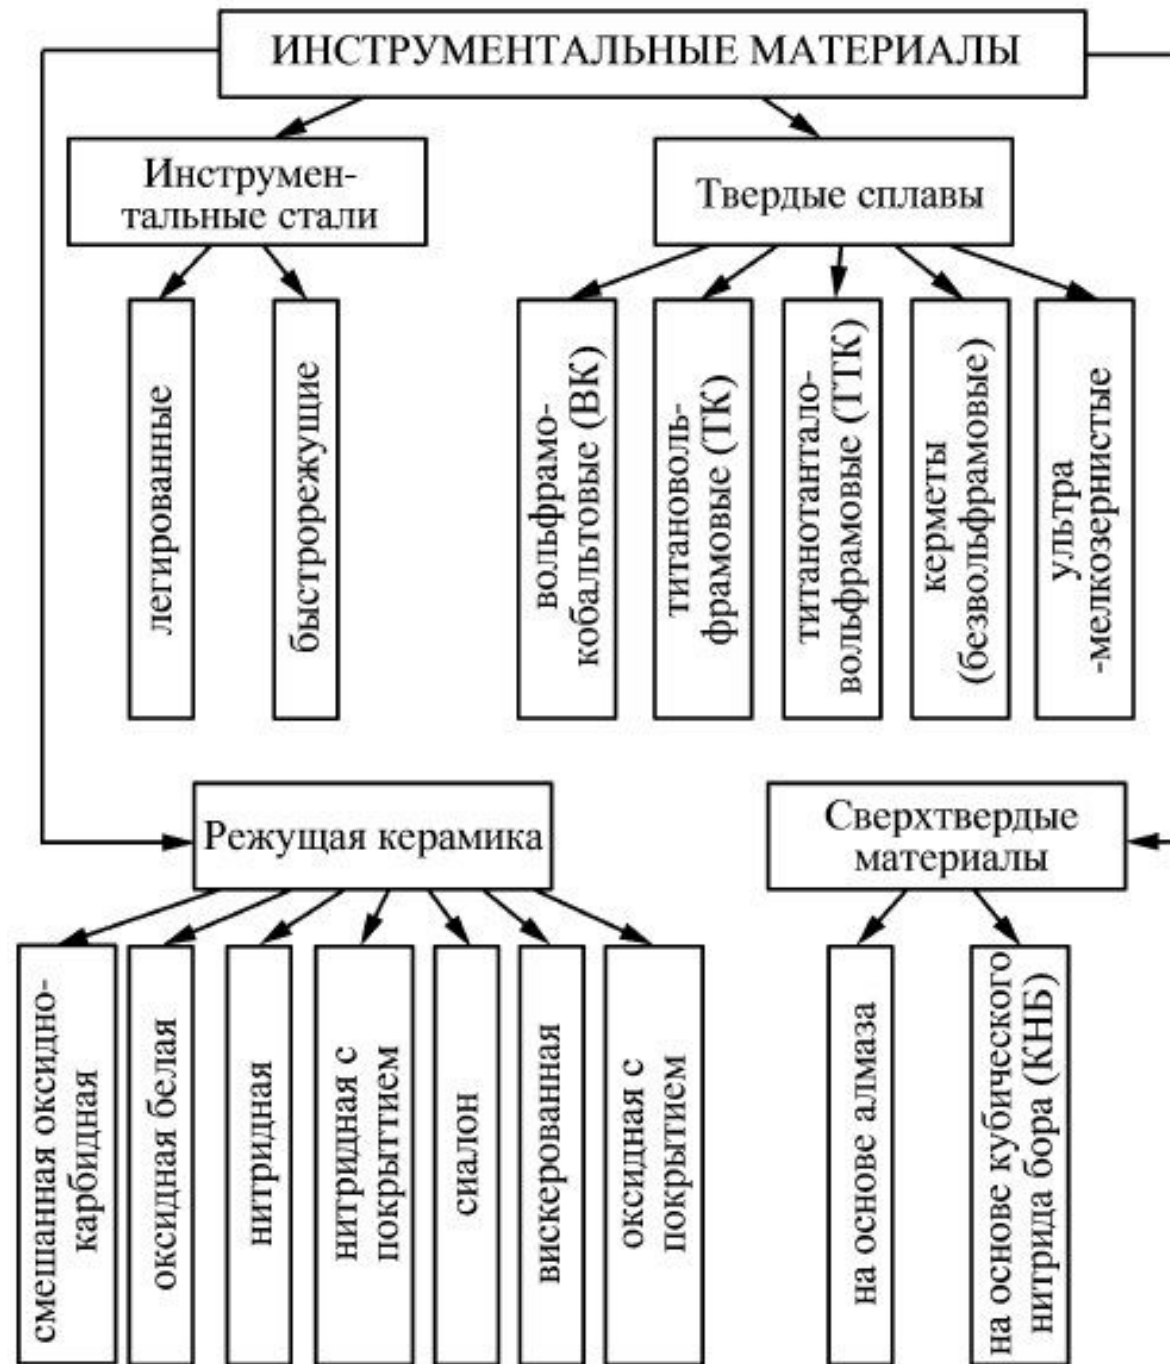 ИНСТРУМЕНТАЛЬНЫЕ МАТЕРИАЛЫ
Инструмен-
тальные стали
Твердые сплавы
легированные
быстрорежущие
вольфрамо-
кобальтовые (ВК)
титановоль-
фрамовые (ТК)
титанотантало-
вольфрамовые (ТТК)
керметы
(безвольфрамовые)
ультра
-мелкозернистые
Режущая керамика
Сверхтвердые
материалы
смешанная оксидно-
карбидная
оксидная белая
нитридная
нитридная с
покрыттием
сиалон
вискерованная
оксидная с
покрытием
на основе алмаза
на основе кубического
нитрида бора (КНБ)